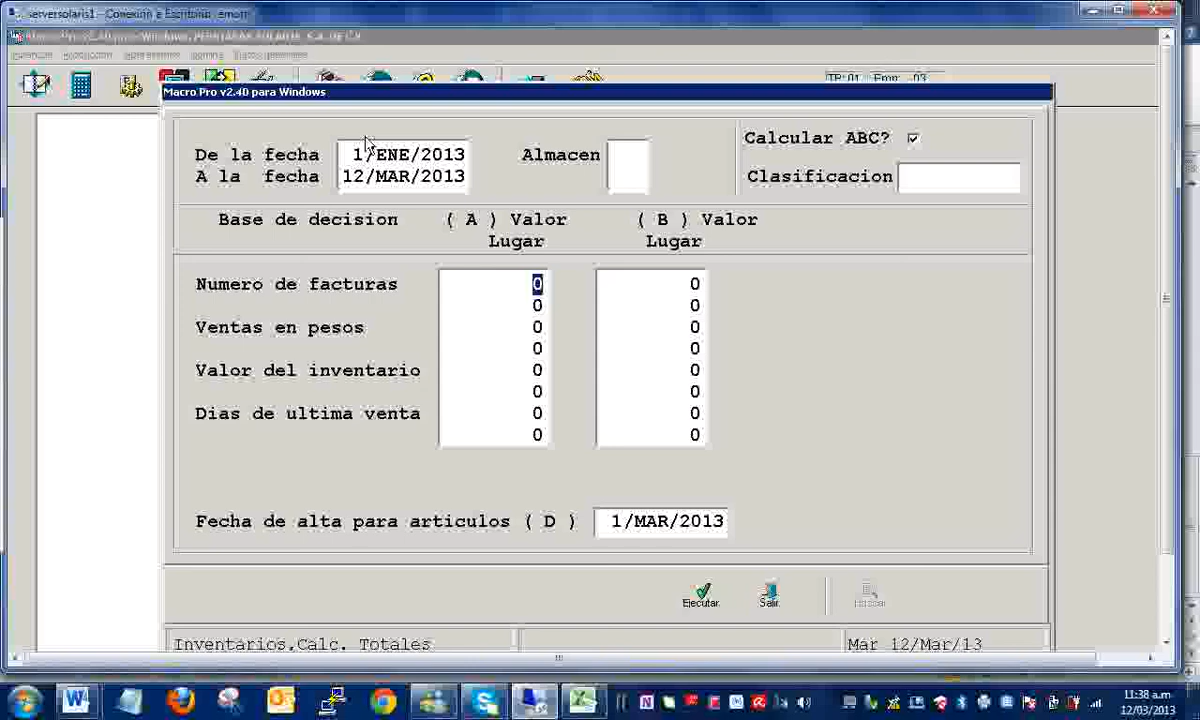 serversolaris1 - Conexión a Escritorio remoto
Macro Pro v2.40 para Windows
De la fecha 1/ENE/2013 Almacen Calcular ABC?
A la fecha 12/MAR/2013 Clasificacion
Base de decision ( A ) Valor ( B ) Valor
Lugar Lugar
Numero de facturas 0 0
0 0
Ventas en pesos 0 0
0 0
Valor del inventario 0 0
0 0
Dias de ultima venta 0 0
0 0
Fecha de alta para articulos ( D ) 1/MAR/2013
Ejecutar Salir
Inventarios,Calc. Totales Mar 12/Mar/13
11:38 a.m.
12/03/2013